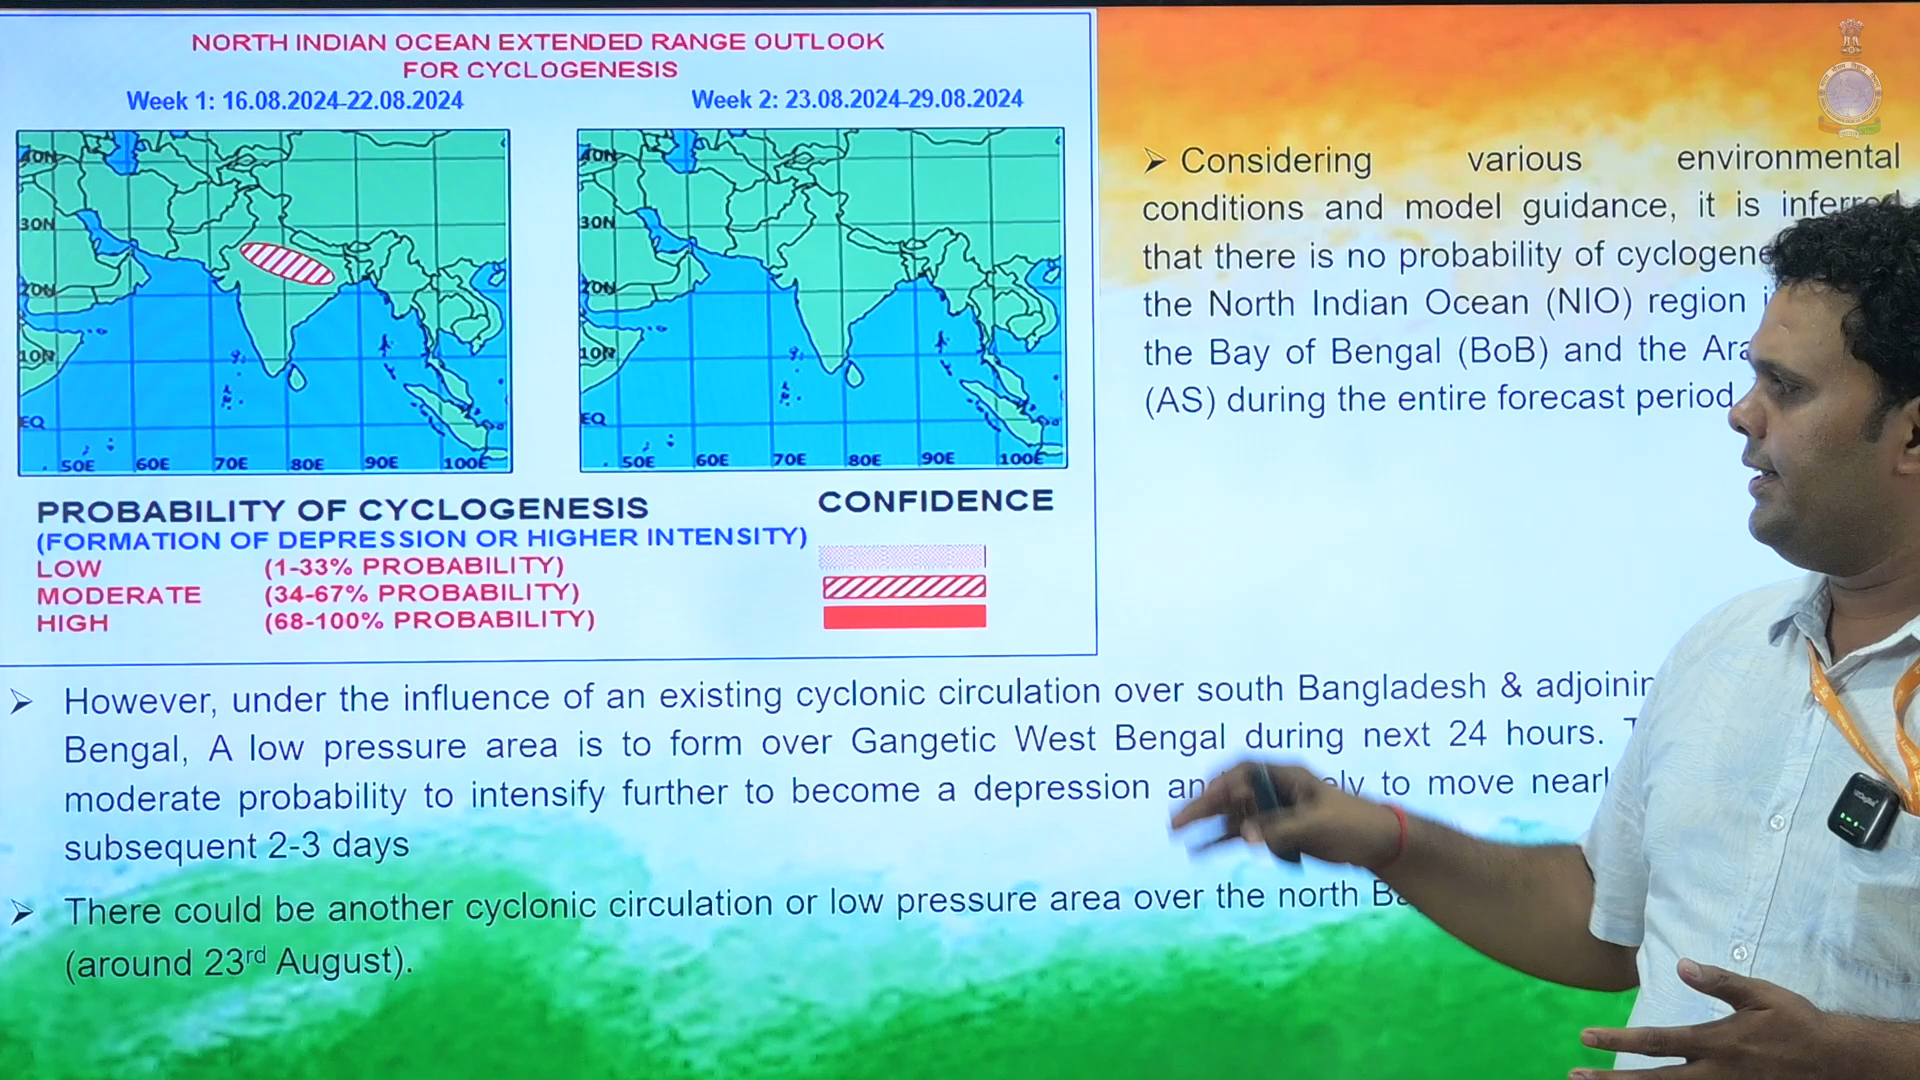 NORTH INDIAN OCEAN EXTENDED RANGE OUTLOOK
FOR CYCLOGENESIS
Week 1: 16.08.2024-22.08.2024
Week 2: 23.08.2024-29.08.2024
40N
30N
20N
10N
EQ
50E 60E 70E 80E 90E 100E
40N
30N
20N
10N
EQ
50E 60E 70E 80E 90E 100E
PROBABILITY OF CYCLOGENESIS
CONFIDENCE
(FORMATION OF DEPRESSION OR HIGHER INTENSITY)
LOW (1-33% PROBABILITY)
MODERATE (34-67% PROBABILITY)
HIGH (68-100% PROBABILITY)
➢ Considering various environmental
conditions and model guidance, it is inferred
that there is no probability of
the North Indian Ocean (NIO) region
the Bay of Bengal (BoB) and the
(AS) during the entire forecast period
➢ However, under the influence of an existing cyclonic circulation over south Bangladesh &
Bengal, A low pressure area is to form over Gangetic West Bengal during next 24 hours.
moderate probability to intensify further to become a depression to move
subsequent 2-3 days
➢ There could be another cyclonic circulation or low pressure area over the north
(around 23rd August).